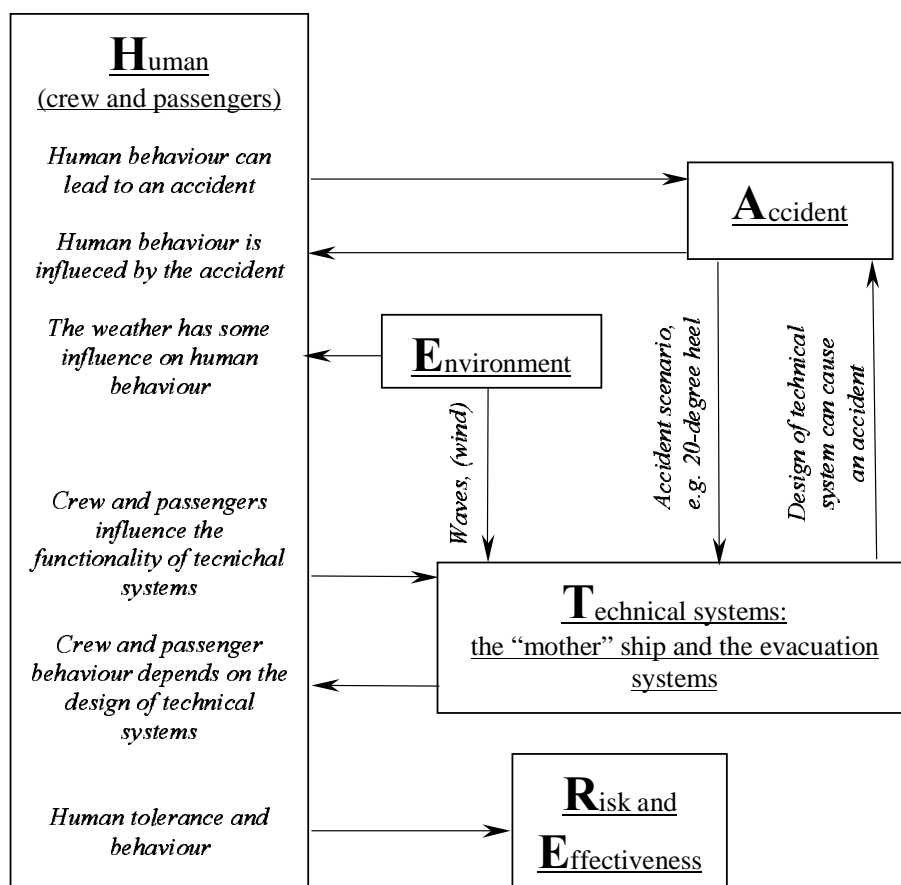 Human
(crew and passengers)
Human behaviour can
lead to an accident
Human behaviour is
influeced by the accident
The weather has some
influence on human
behaviour
Crew and passengers
influence the
functionality of tecnichal
systems
Crew and passenger
behaviour depends on the
design of technical
systems
Human tolerance and
behaviour
Accident
Environment
Waves, (wind)
Accident scenario,
e.g. 20-degree heel
Design of technical
system can cause
an accident
Technical systems:
the “mother” ship and the evacuation
systems
Risk and
Effectiveness